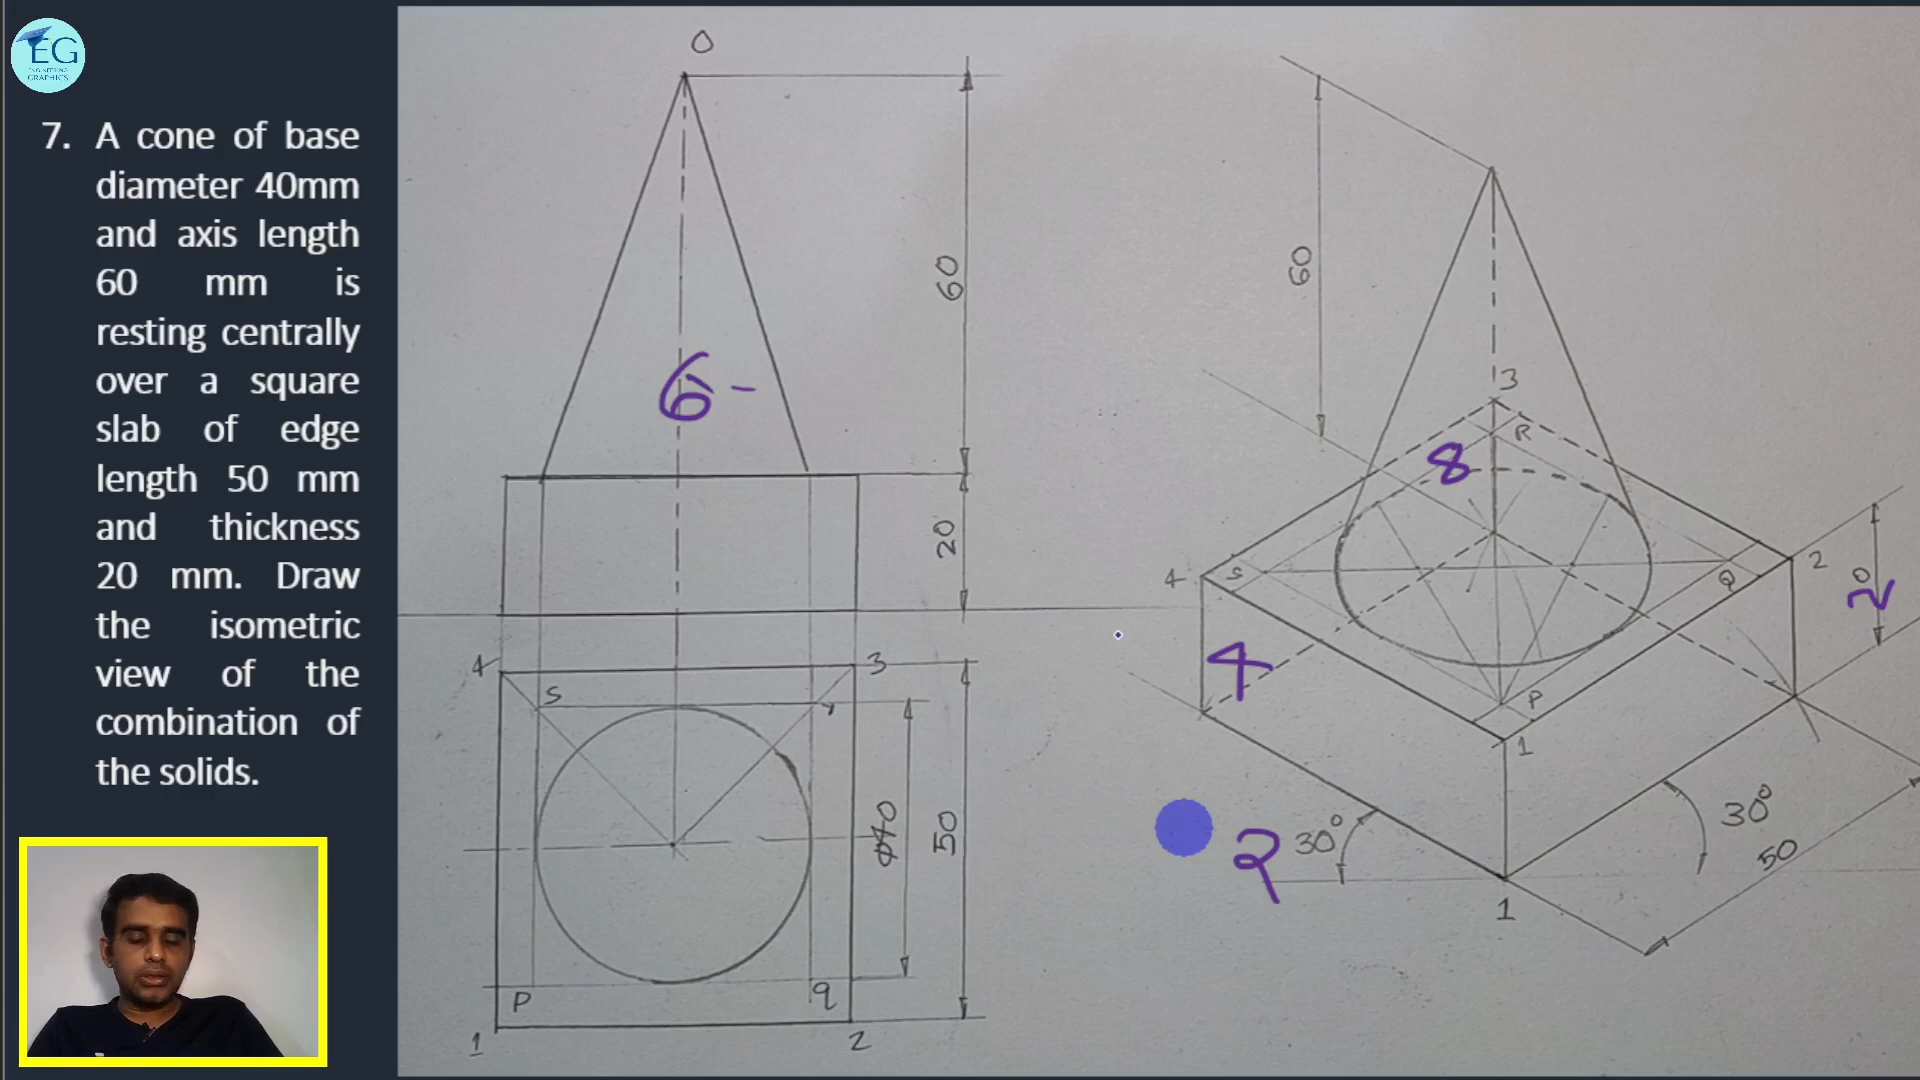 EG
ENGINEERING
GRAPHICS
7. A cone of base
diameter 40mm
and axis length
60 mm is
resting centrally
over a square
slab of edge
length 50 mm
and thickness
20 mm. Draw
the isometric
view of the
combination of
the solids.
O
60
6-
20
4
3
S
φ40
50
P
q
1
2
60
3
R
8
4
S
Q
2
4
P
1
2
30°
30°
50
1